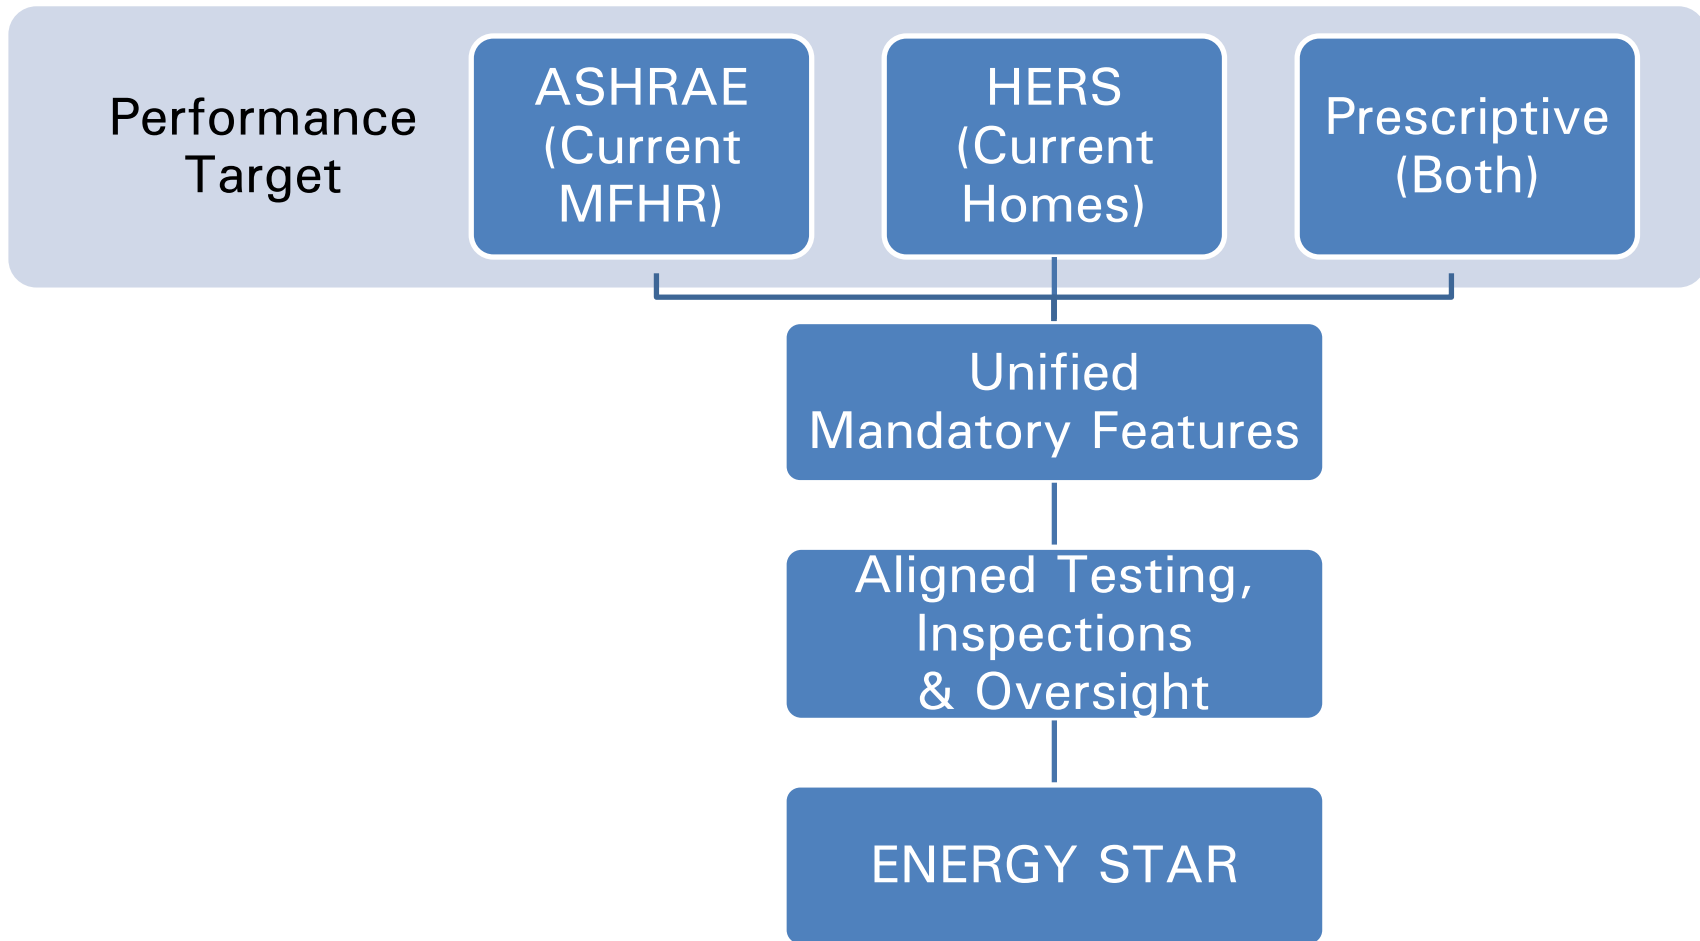 Performance
Target
ASHRAE
(Current
MFHR)
HERS
(Current
Homes)
Prescriptive
(Both)
Unified
Mandatory Features
Aligned Testing,
Inspections
& Oversight
ENERGY STAR